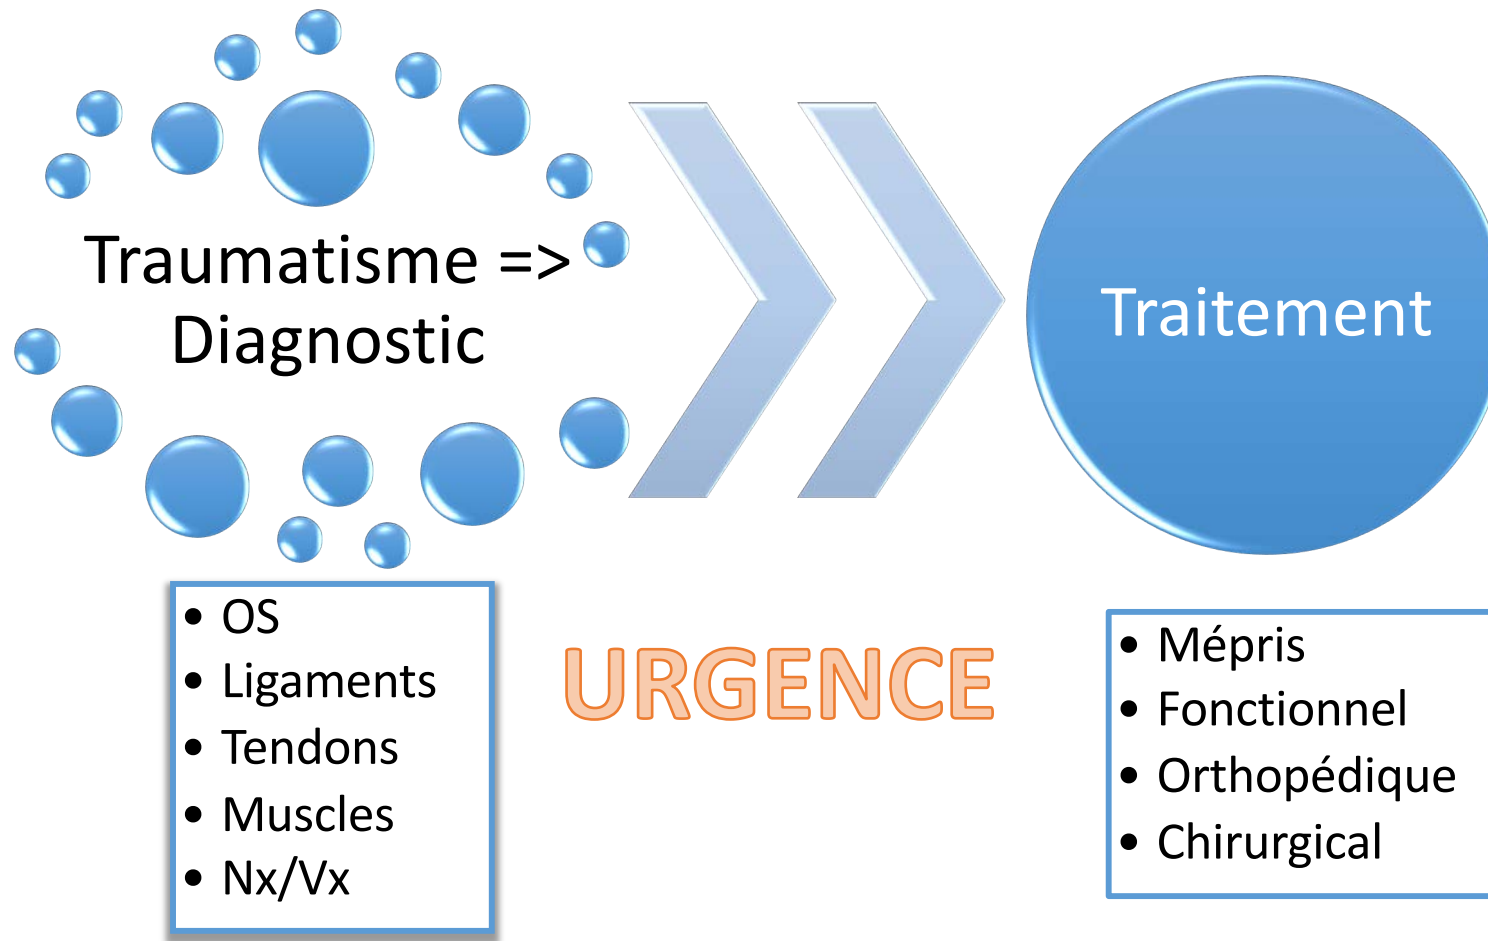 Traumatisme =>
Diagnostic
Traitement
• OS
• Ligaments
• Tendons
• Muscles
• Nx/Vx
URGENCE
• Mépris
• Fonctionnel
• Orthopédique
• Chirurgical